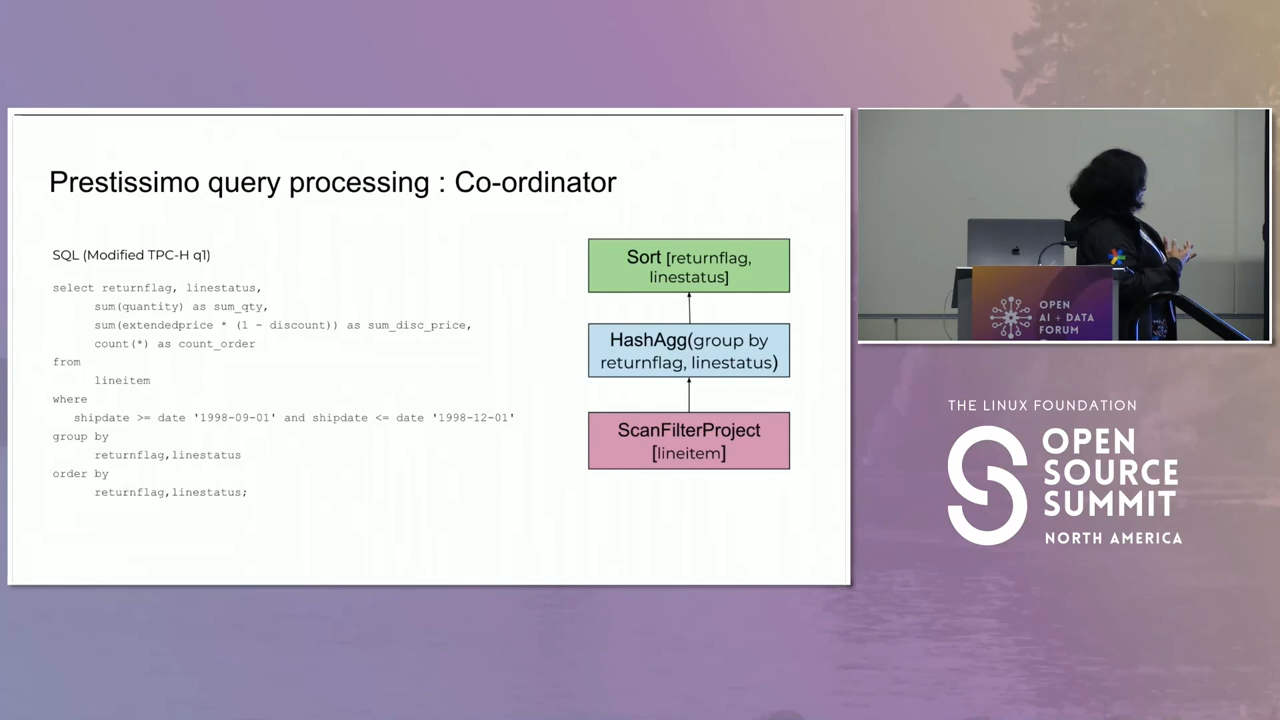 Prestissimo query processing : Co-ordinator
SQL (Modified TPC-H q1)
select returnflag, linestatus,
sum(quantity) as sum_qty,
sum(extendedprice * (1 - discount)) as sum_disc_price,
count(*) as count_order
from
lineitem
where
shipdate >= date '1998-09-01' and shipdate <= date '1998-12-01'
group by
returnflag,linestatus
order by
returnflag,linestatus;
Sort [returnflag,
linestatus]
HashAgg(group by
returnflag, linestatus)
ScanFilterProject
[lineitem]
OPEN
AI + DATA
FORUM
THE LINUX FOUNDATION
OPEN
SOURCE
SUMMIT
NORTH AMERICA